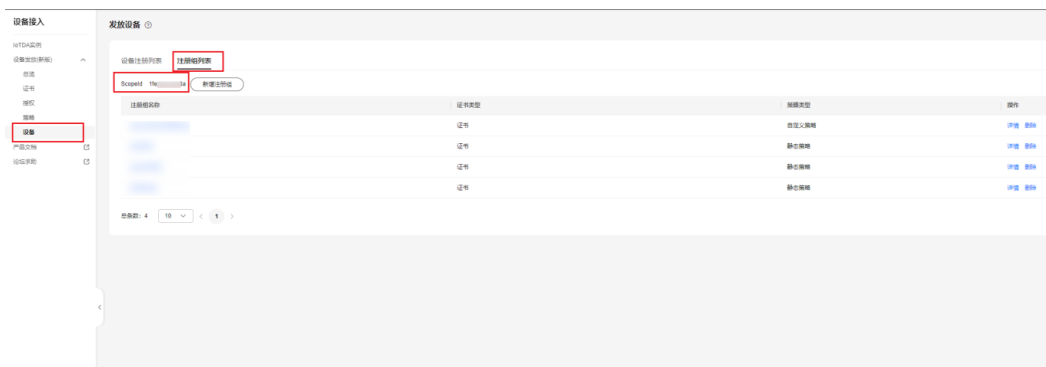 设备接入
IoTDA实例
设备发放(新版)
总览
证书
授权
策略
设备
产品文档
论坛求助
发放设备
设备注册列表 注册组列表
ScopeId 新增注册组
注册组名称 证书类型 策略类型 操作
证书 自定义策略 详情 删除
证书 静态策略 详情 删除
证书 静态策略 详情 删除
证书 静态策略 详情 删除
总条数: 4 10 < 1 >